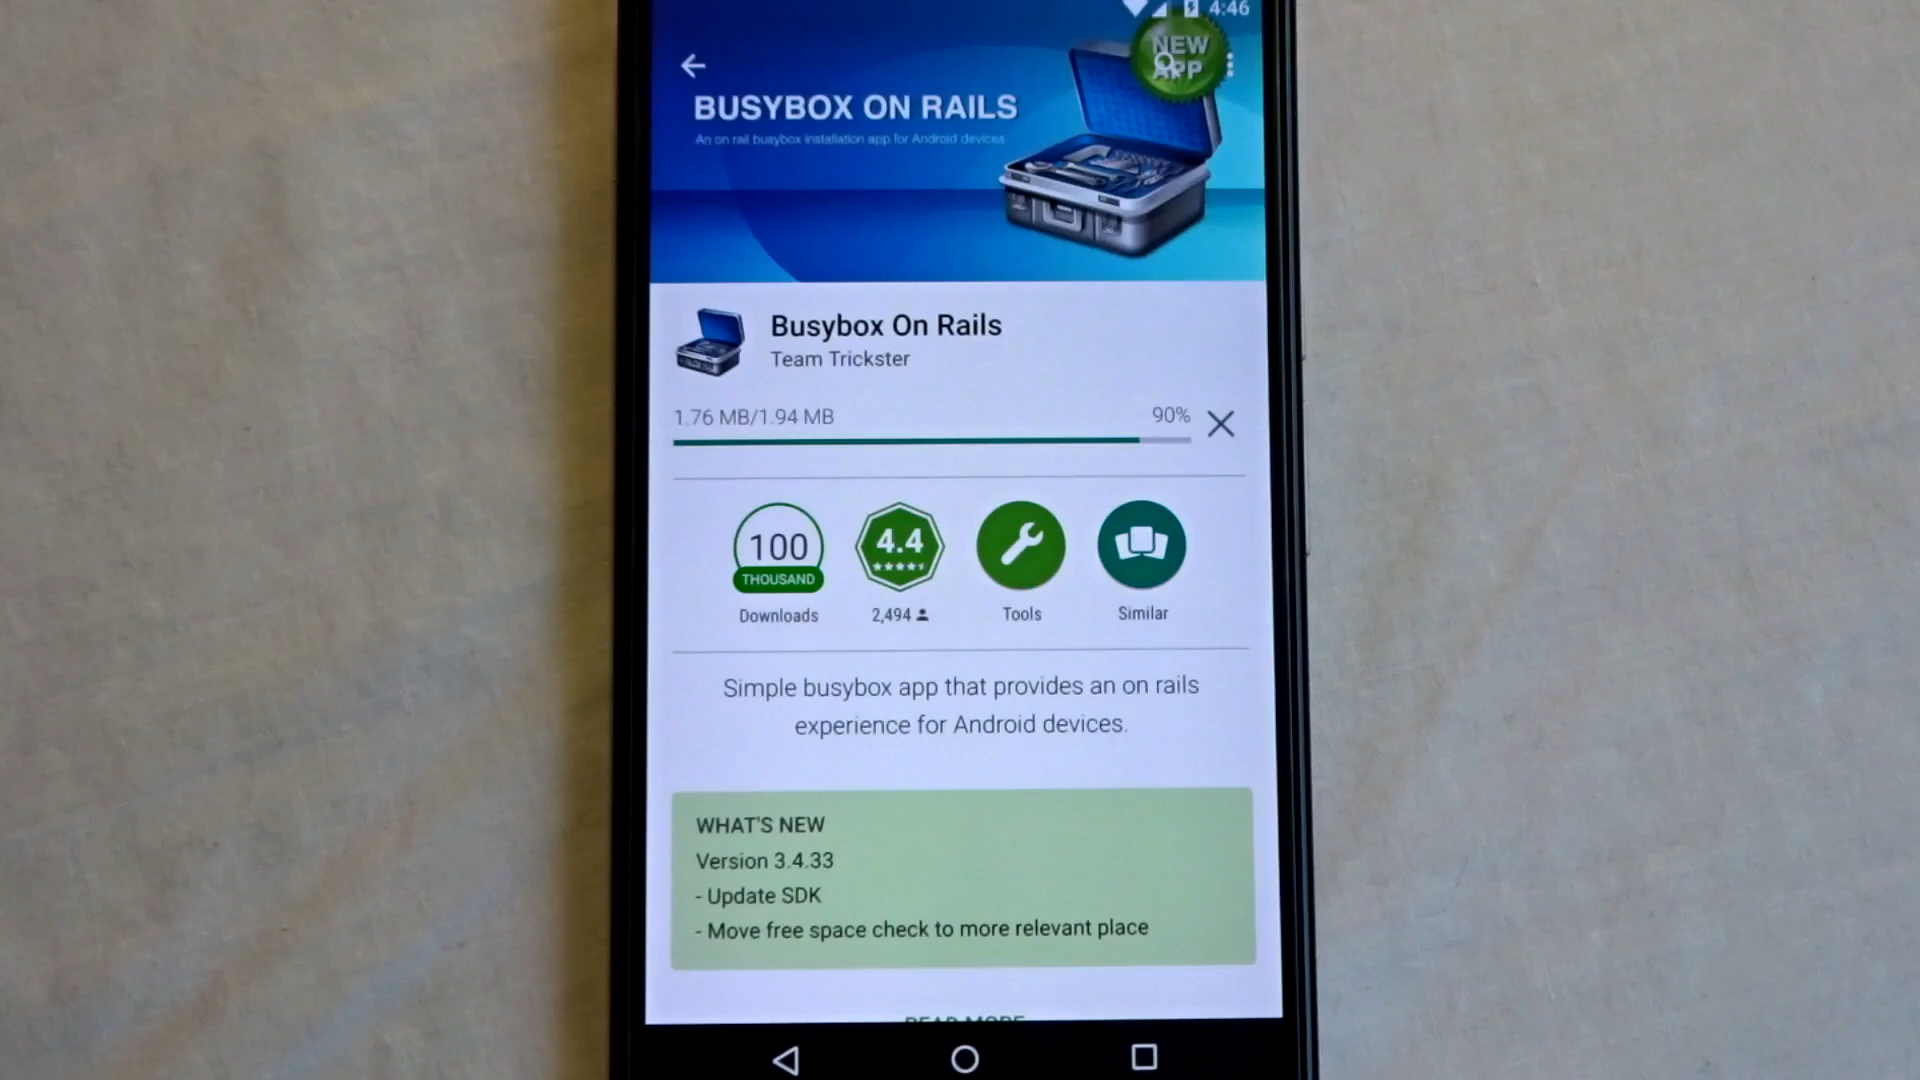 4:46
NEW
APP
BUSYBOX ON RAILS
An on rail busybox installation app for Android devices
Busybox On Rails
Team Trickster
1.76 MB/1.94 MB 90%
100
THOUSAND
4.4
Downloads 2,494 Tools Similar
Simple busybox app that provides an on rails
experience for Android devices.
WHAT'S NEW
Version 3.4.33
- Update SDK
- Move free space check to more relevant place
READ MORE